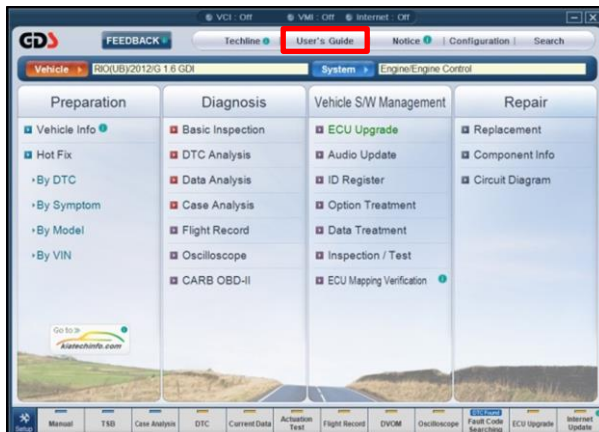 VCI : Off VMI : Off Internet : Off
GDS FEEDBACK Techline User's Guide Notice Configuration Search
Vehicle RIO(UB)/2012/G 1.6 GDI System Engine/Engine Control
Preparation
Vehicle Info
Hot Fix
By DTC
By Symptom
By Model
By VIN
Go to
kiatechinfo.com
Diagnosis
Basic Inspection
DTC Analysis
Data Analysis
Case Analysis
Flight Record
Oscilloscope
CARB OBD-II
Vehicle S/W Management
ECU Upgrade
Audio Update
ID Register
Option Treatment
Data Treatment
Inspection / Test
ECU Mapping Verification
Repair
Replacement
Component Info
Circuit Diagram
Setup Manual TSB Case Analysis DTC Current Data Actuation Test Flight Record DVOM Oscilloscope DTC Found Fault Code Searching ECU Upgrade Internet Update